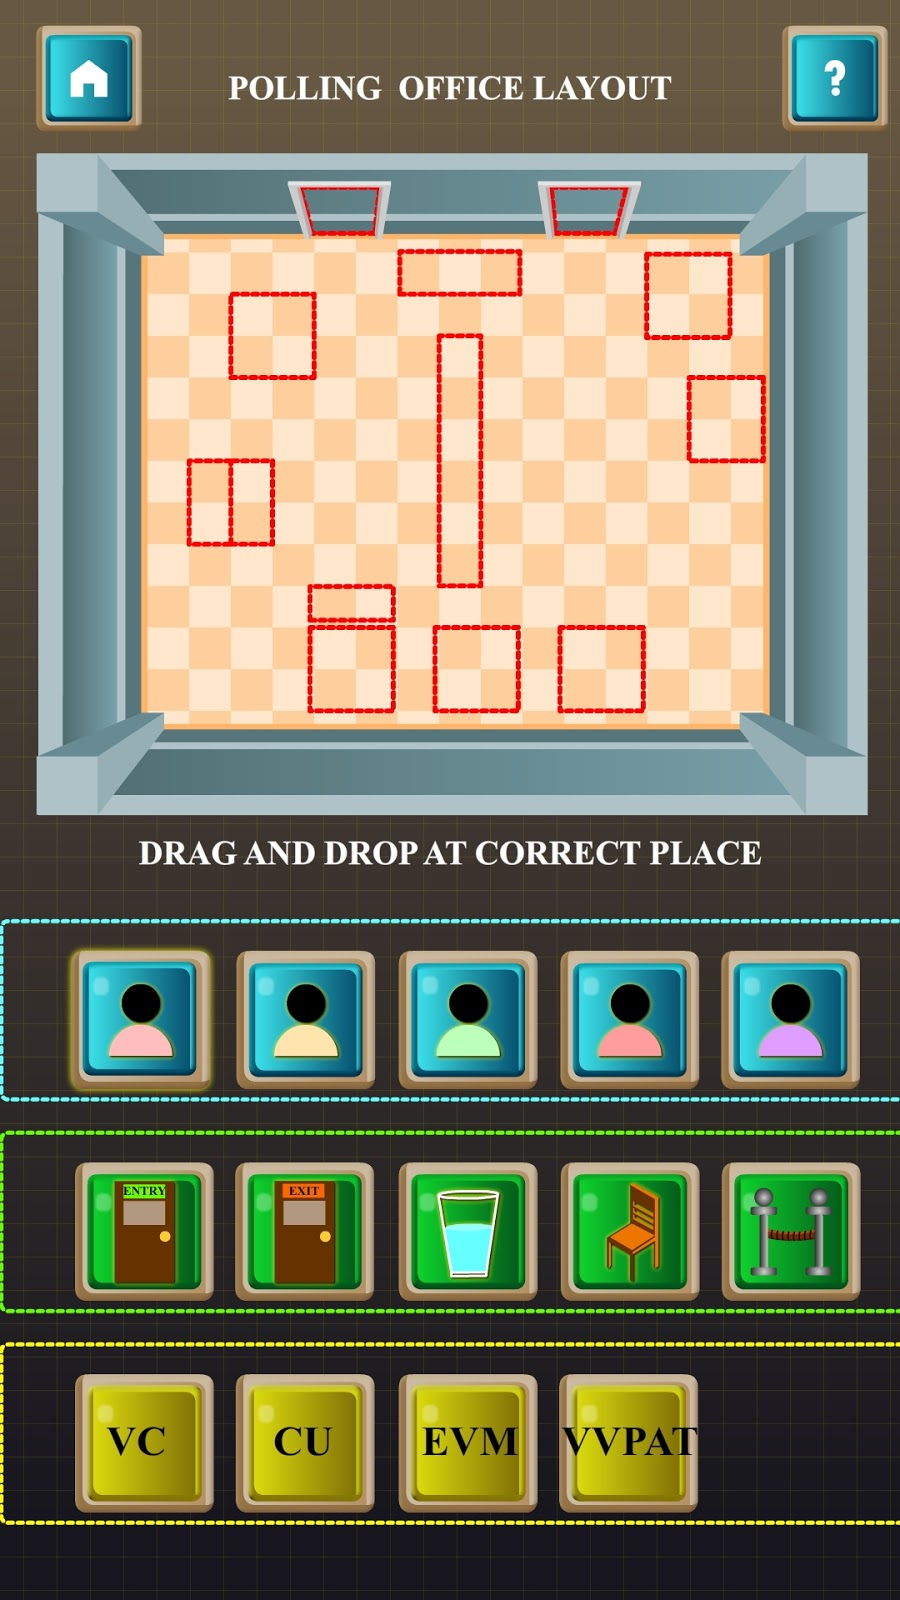 POLLING OFFICE LAYOUT
?
DRAG AND DROP AT CORRECT PLACE
ENTRY
EXIT
VC
CU
EVM
VVPAT